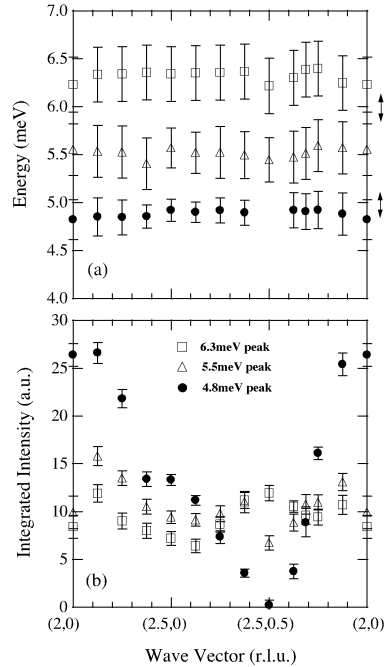 7.0
6.5
6.0
5.5
5.0
4.5
4.0
Energy (meV)
(a)
30
25
20
15
10
5
0
Integrated Intensity (a.u.)
6.3meV peak
5.5meV peak
4.8meV peak
(b)
(2,0) (2.5,0) (2.5,0.5) (2,0)
Wave Vector (r.l.u.)